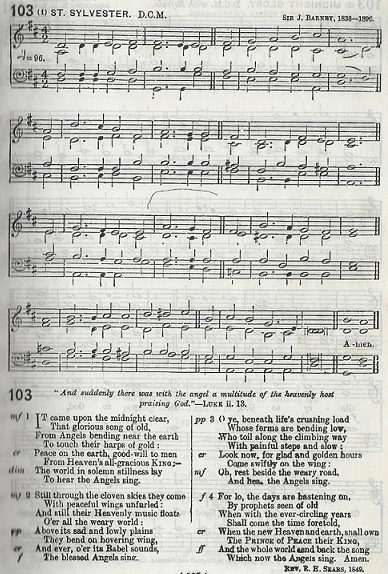 103 (1) ST. SYLVESTER. D.C.M. SIR J. BARNBY, 1838—1896.
=96.
A-men.
103
"And suddenly there was with the angel a multitude of the heavenly host
praising God."—LUKE ii. 13.
mf 1 IT came upon the midnight clear,
That glorious song of old,
From Angels bending near the earth
To touch their harps of gold:
cr Peace on the earth, good-will to men
From Heaven's all-gracious KING;—
dim The world in solemn stillness lay
To hear the Angels sing.
mf 2 Still through the cloven skies they come
With peaceful wings unfurled:
And still their Heavenly music floats
O'er all the weary world:
pp Above its sad and lowly plains
They bend on hovering wing,
cr And ever, o'er its Babel sounds,
The blessed Angels sing.
pp 3 O ye, beneath life's crushing load
Whose forms are bending low,
Who toil along the climbing way
With painful steps and slow:
cr Look now, for glad and golden hours
Come swiftly on the wing:
mf Oh, rest beside the weary road,
And hea, the Angels sing.
f 4 For lo, the days are hastening on,
By prophets seen of old
When with the ever-circling years
Shall come the time foretold,
cr When the new Heaven and earth shall own
The PRINCE of PEACE their KING,
ff And the whole world send back the song
Which now the Angels sing. Amen.
REV. E. H. SEARS, 1849.